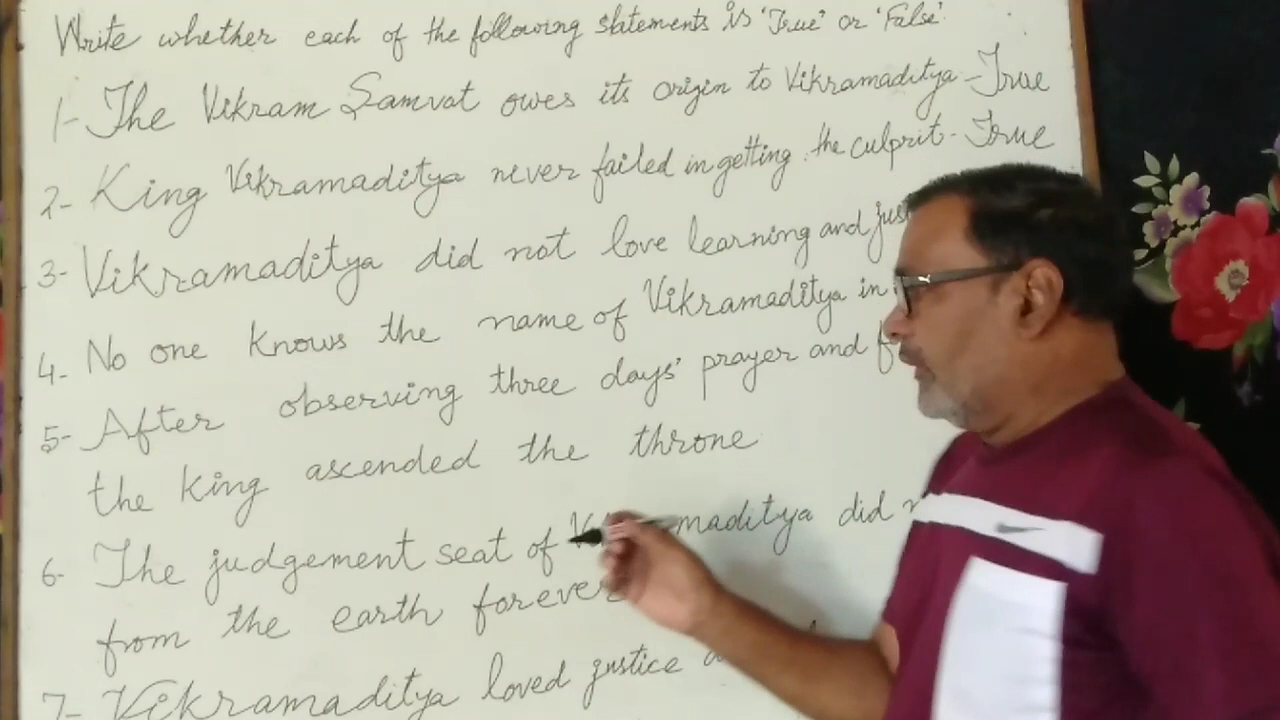 Write whether each of the following statements is 'True' or 'False'.
1- The Vikram Samvat owes its origin to Vikramaditya - True
2- King Vikramaditya never failed in getting the culprit - True
3- Vikramaditya did not love learning and
4- No one knows the name of Vikramaditya in
5- After observing three days' prayer and
the king ascended the throne
6- The judgement seat of did
from the earth forever
7- Vikramaditya loved justice